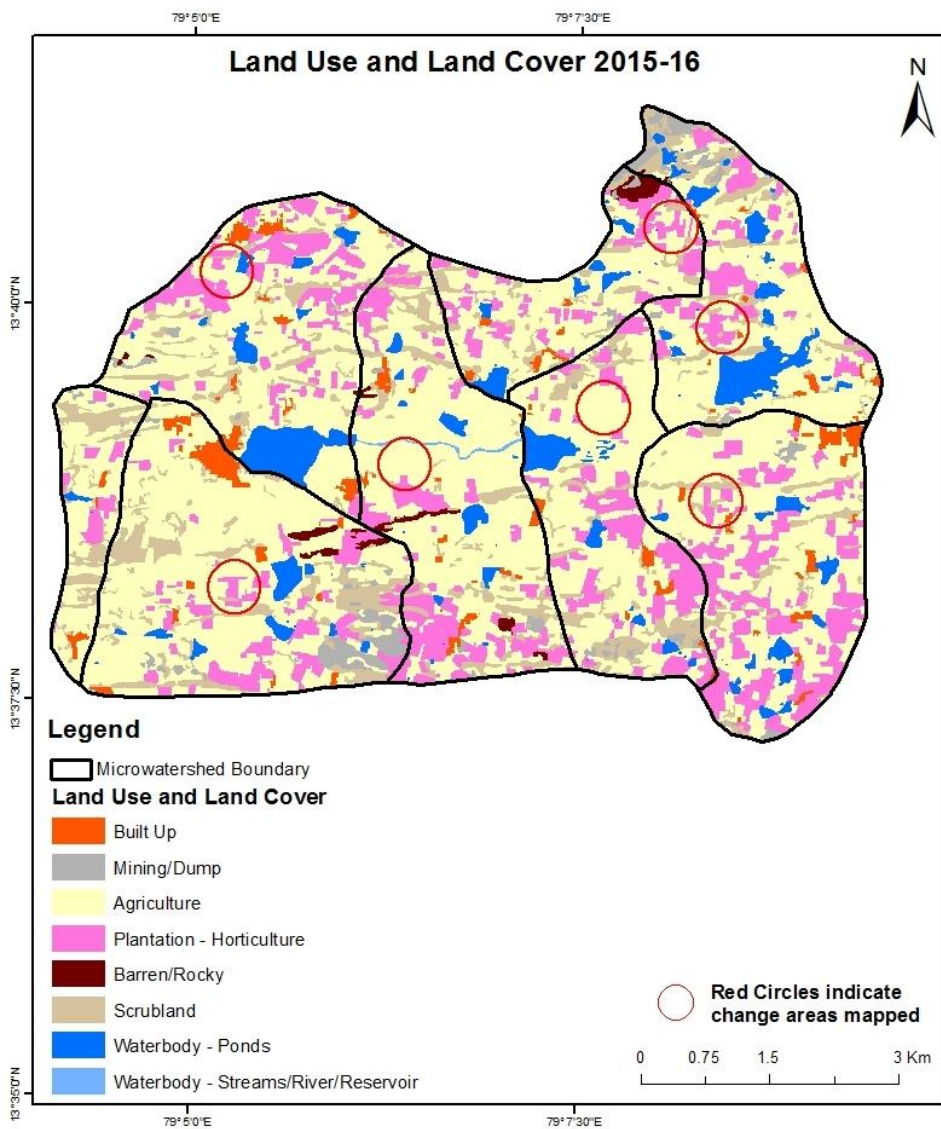 79°5'0"E 79°7'30"E
Land Use and Land Cover 2015-16
N
13°40'0"N
13°37'30"N
Legend
Microwatershed Boundary
Land Use and Land Cover
Built Up
Mining/Dump
Agriculture
Plantation - Horticulture
Barren/Rocky
Scrubland
Waterbody - Ponds
Waterbody - Streams/River/Reservoir
Red Circles indicate
change areas mapped
0 0.75 1.5 3 Km
13°35'0"N
79°5'0"E 79°7'30"E